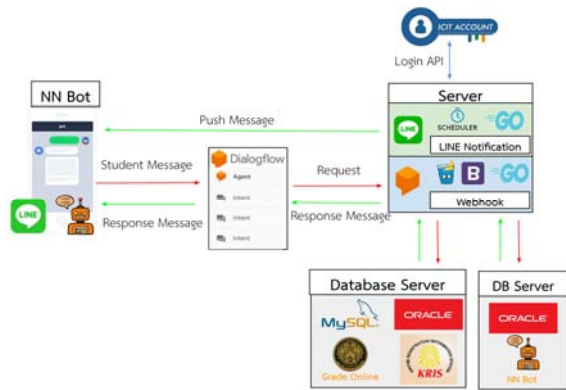 ICIT ACCOUNT
Login API
NN Bot
Server
Push Message
SCHEDULER
GO
LINE
LINE Notification
Student Message
Dialogflow
Agent
Request
Intent
Intent
Intent
Response Message
Response Message
B
GO
Webhook
LINE
Database Server
DB Server
MySQL
ORACLE
ORACLE
Grade Online
KRIS
NN Bot